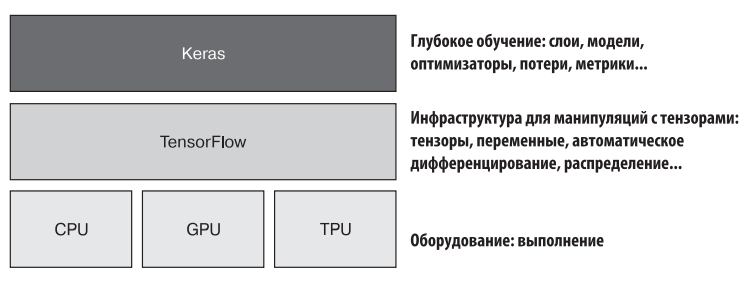 Keras
Глубокое обучение: слои, модели,
оптимизаторы, потери, метрики...
TensorFlow
Инфраструктура для манипуляций с тензорами:
тензоры, переменные, автоматическое
дифференцирование, распределение...
CPU
GPU
TPU
Оборудование: выполнение